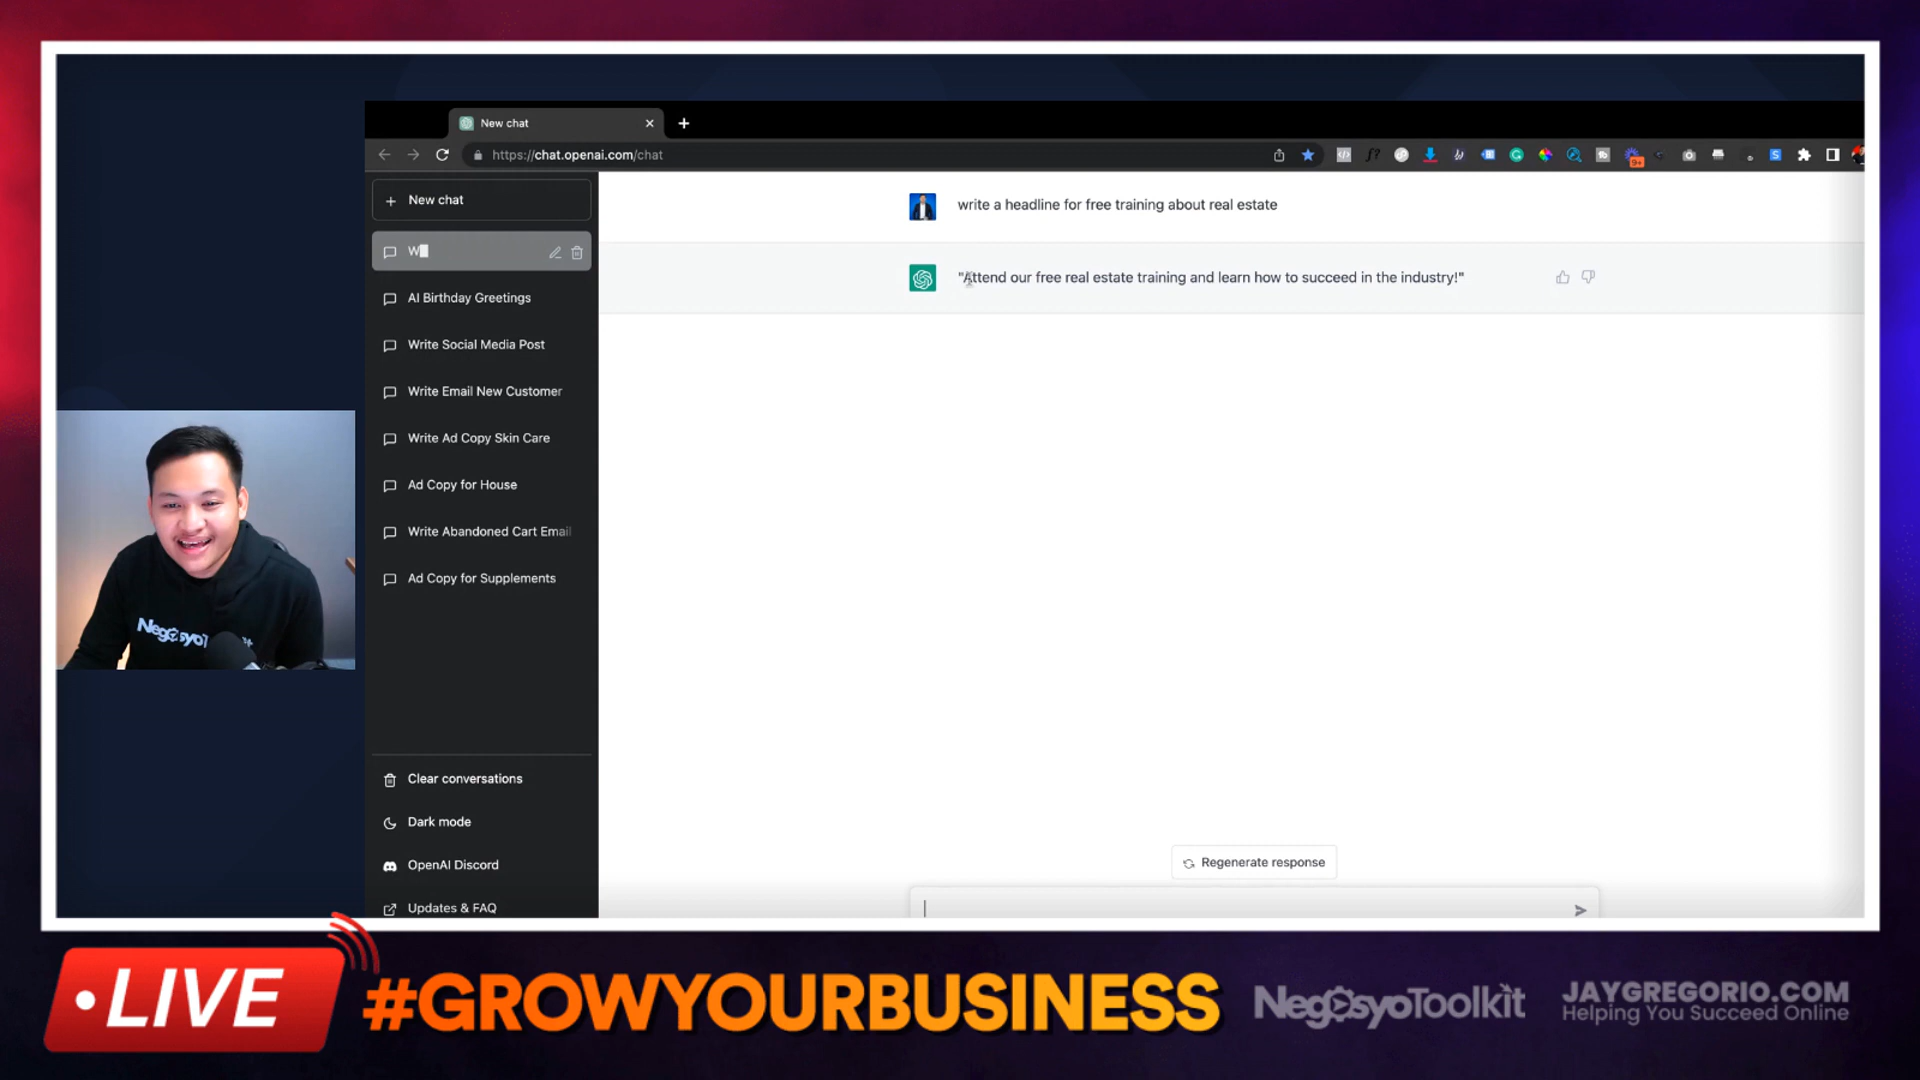 New chat
https://chat.openai.com/chat
9+
New chat
W
AI Birthday Greetings
Write Social Media Post
Write Email New Customer
Write Ad Copy Skin Care
Ad Copy for House
Write Abandoned Cart Email
Ad Copy for Supplements
Clear conversations
Dark mode
OpenAI Discord
Updates & FAQ
write a headline for free training about real estate
"Attend our free real estate training and learn how to succeed in the industry!"
Regenerate response
LIVE
#GROWYOURBUSINESS
NegosyoToolkit
JAYGREGORIO.COM
Helping You Succeed Online